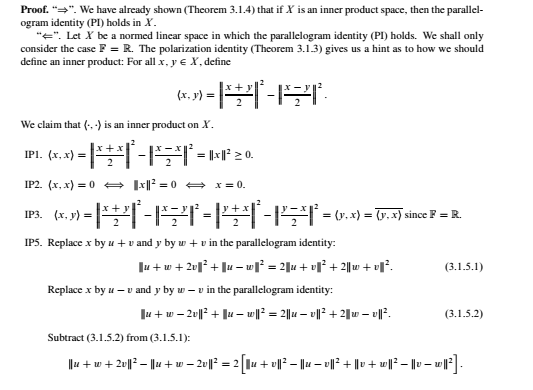 Proof. “⇒”. We have already shown (Theorem 3.1.4) that if X is an inner product space, then the parallel-
ogram identity (PI) holds in X.
“⇐”. Let X be a normed linear space in which the parallelogram identity (PI) holds. We shall only
consider the case 𝔽 = ℝ. The polarization identity (Theorem 3.1.3) gives us a hint as to how we should
define an inner product: For all x, y ∈ X, define
⟨x, y⟩ = ‖(x + y)/2‖² − ‖(x − y)/2‖².
We claim that ⟨·, ·⟩ is an inner product on X.
IP1. ⟨x, x⟩ = ‖(x + x)/2‖² − ‖(x − x)/2‖² = ‖x‖² ≥ 0.
IP2. ⟨x, x⟩ = 0 ⟺ ‖x‖² = 0 ⟺ x = 0.
IP3. ⟨x, y⟩ = ‖(x + y)/2‖² − ‖(x − y)/2‖² = ‖(y + x)/2‖² − ‖(y − x)/2‖² = ⟨y, x⟩ = \overline{⟨y, x⟩} since 𝔽 = ℝ.
IP5. Replace x by u + v and y by w + v in the parallelogram identity:
‖u + w + 2v‖² + ‖u − w‖² = 2‖u + v‖² + 2‖w + v‖². (3.1.5.1)
Replace x by u − v and y by w − v in the parallelogram identity:
‖u + w − 2v‖² + ‖u − w‖² = 2‖u − v‖² + 2‖w − v‖². (3.1.5.2)
Subtract (3.1.5.2) from (3.1.5.1):
‖u + w + 2v‖² − ‖u + w − 2v‖² = 2[‖u + v‖² − ‖u − v‖² + ‖v + w‖² − ‖v − w‖²].